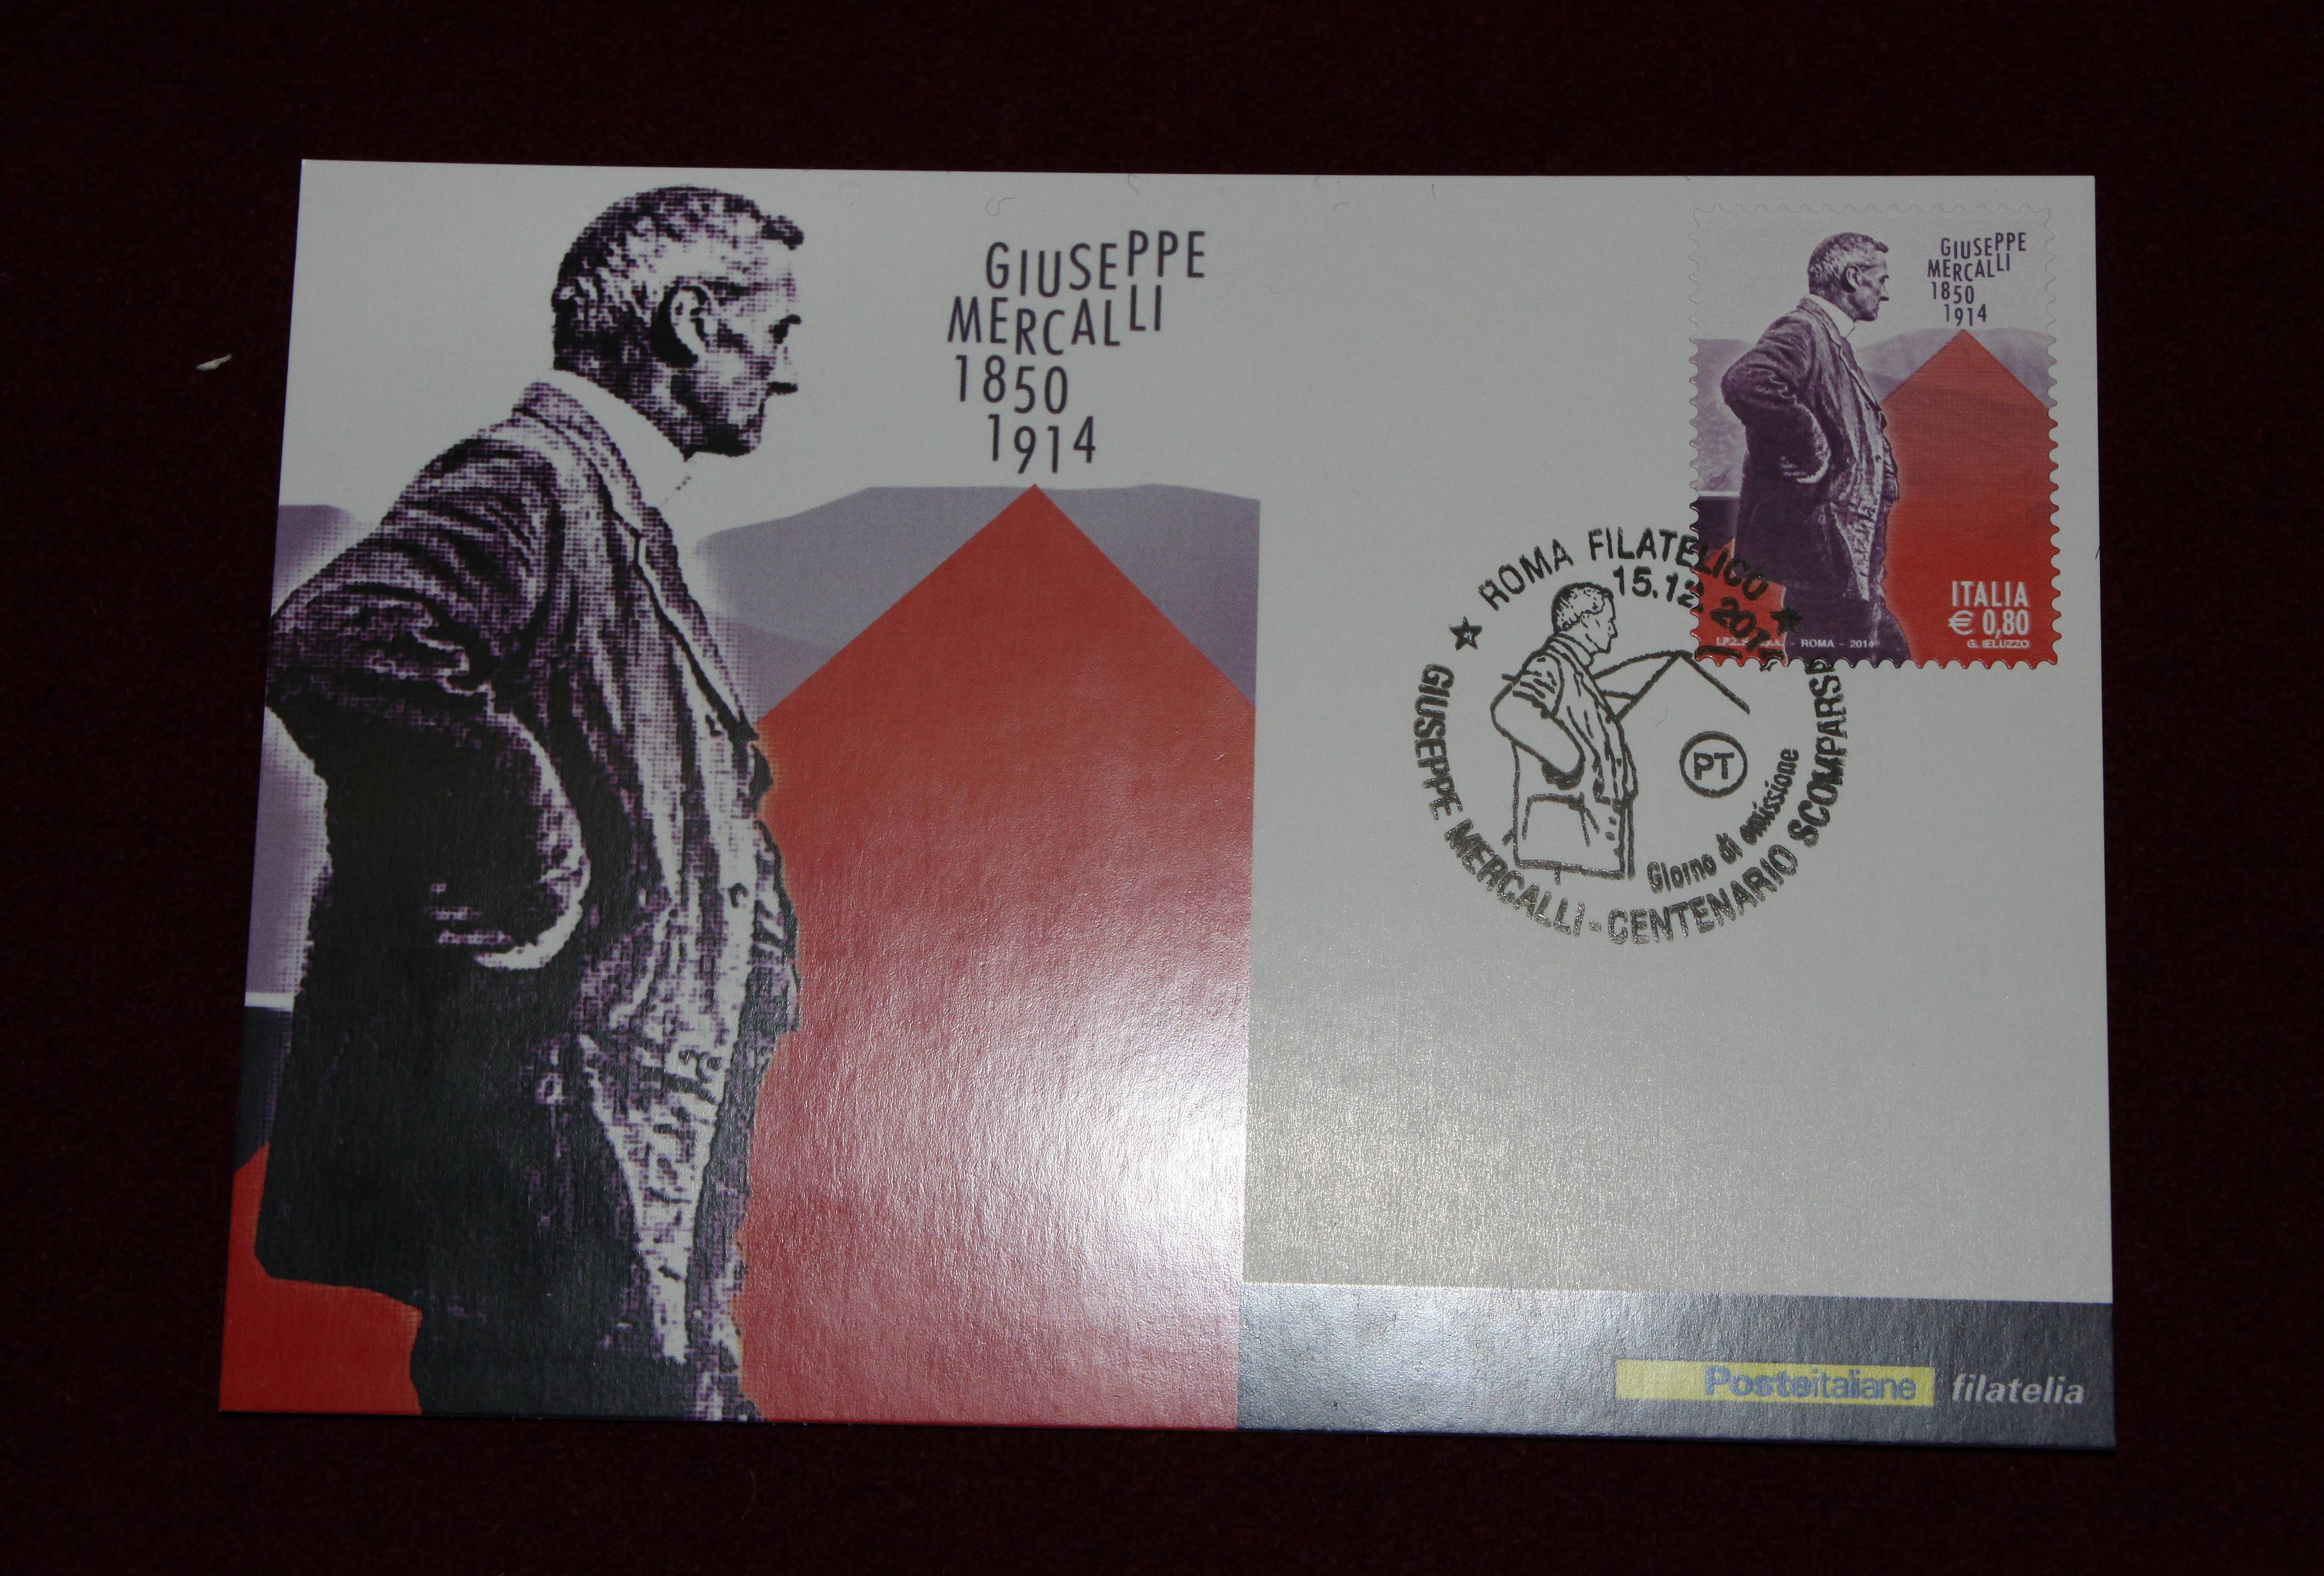 GIUSEPPE
MERCALLI
1850
1914
GIUSEPPE
MERCALLI
1850
1914
ITALIA
€ 0,80
ROMA - 2014
G. IELUZZO
ROMA FILATELICO
15.12.2014
PT
Giorno di emissione
GIUSEPPE MERCALLI - CENTENARIO SCOMPARSA
Posteitaliane filatelia